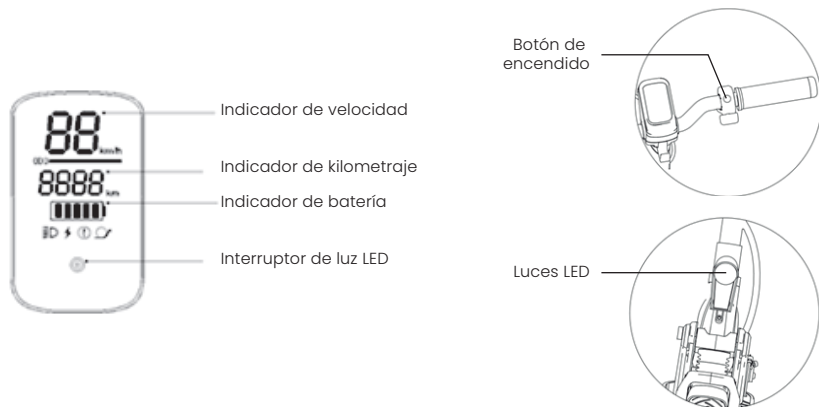 88
km/h
ODO
8888 km
Indicador de velocidad
Indicador de kilometraje
Indicador de batería
Interruptor de luz LED
Botón de
encendido
Luces LED